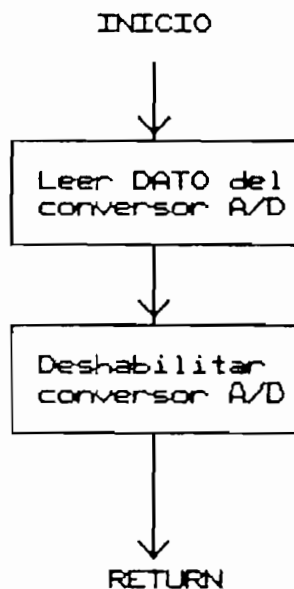 INICIO
Leer DATO del
conversor A/D
Deshabilitar
conversor A/D
RETURN